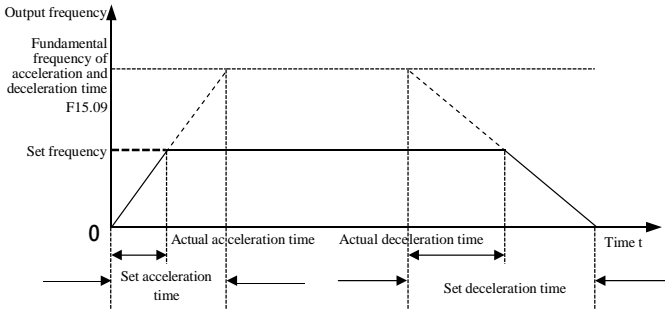 Output frequency
Fundamental
frequency of
acceleration and
deceleration time
F15.09
Set frequency
0
Actual acceleration time
Actual deceleration time
Time t
Set acceleration
time
Set deceleration time